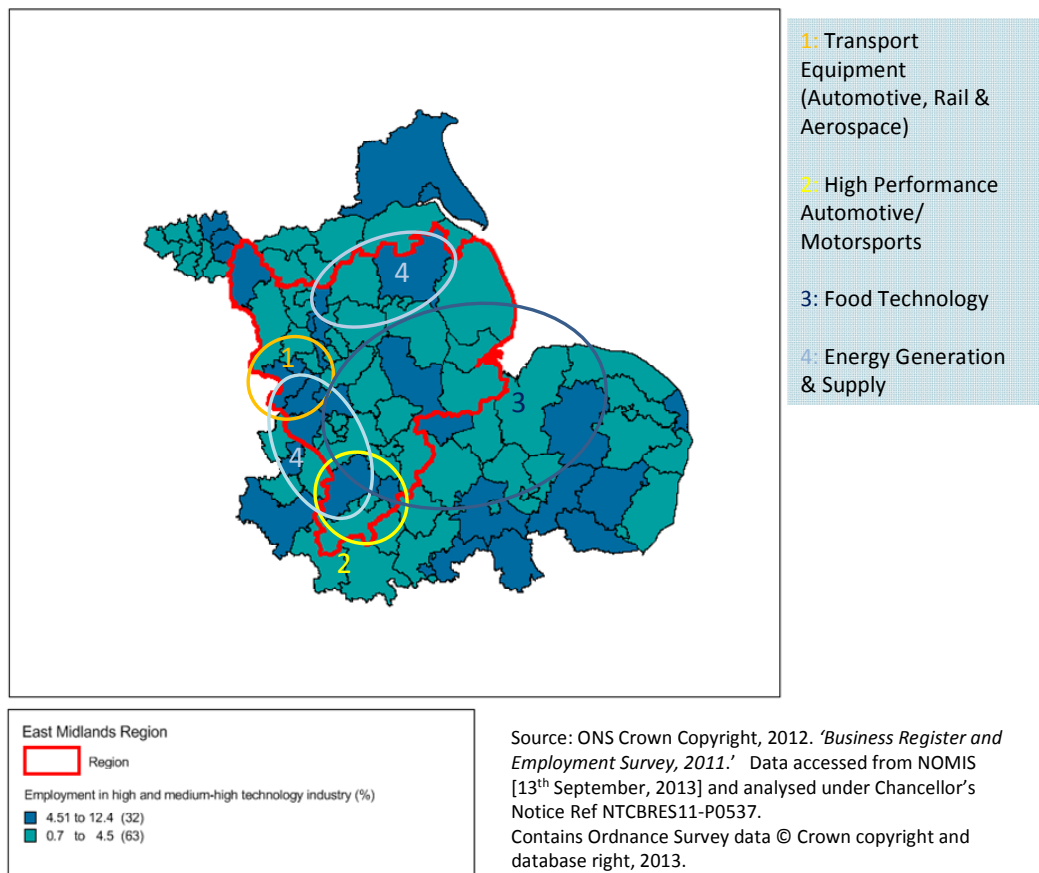 1: Transport
Equipment
(Automotive, Rail &
Aerospace)
2: High Performance
Automotive/
Motorsports
3: Food Technology
4: Energy Generation
& Supply
4
1
3
4
2
East Midlands Region
Region
Employment in high and medium-high technology industry (%)
4.51 to 12.4 (32)
0.7 to 4.5 (63)
Source: ONS Crown Copyright, 2012. ‘Business Register and
Employment Survey, 2011.’ Data accessed from NOMIS
[13th September, 2013] and analysed under Chancellor’s
Notice Ref NTCBRES11-P0537.
Contains Ordnance Survey data © Crown copyright and
database right, 2013.